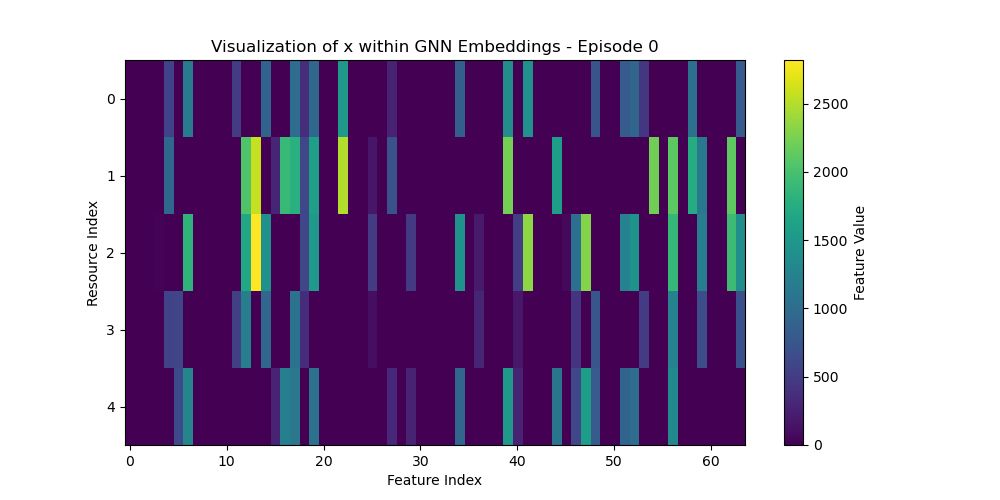 Visualization of x within GNN Embeddings - Episode 0
Resource Index
0
1
2
3
4
0 10 20 30 40 50 60
Feature Index
2500
2000
1500
1000
500
0
Feature Value